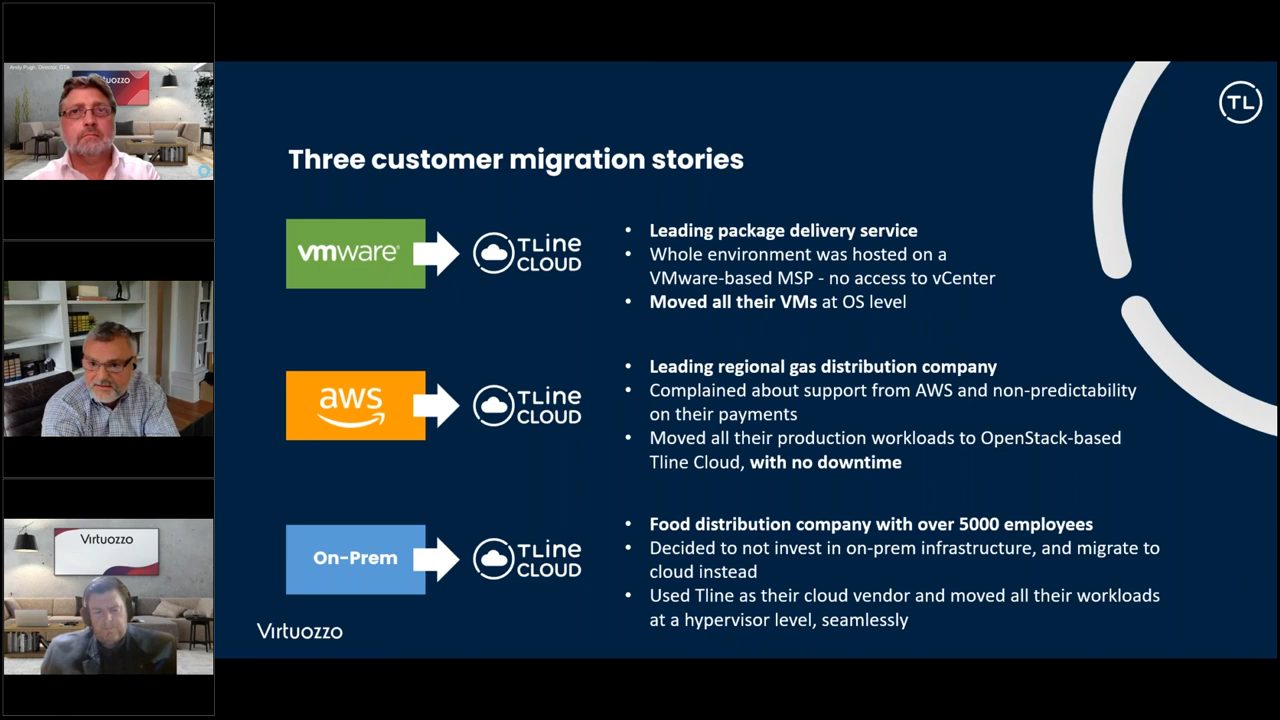 Andy Pugh, Director, GTA
Virtuozzo
TL
Three customer migration stories
vmware®
TLine
CLOUD
• Leading package delivery service
• Whole environment was hosted on a
VMware-based MSP - no access to vCenter
• Moved all their VMs at OS level
aws
TLine
CLOUD
• Leading regional gas distribution company
• Complained about support from AWS and non-predictability
on their payments
• Moved all their production workloads to OpenStack-based
Tline Cloud, with no downtime
On-Prem
TLine
CLOUD
• Food distribution company with over 5000 employees
• Decided to not invest in on-prem infrastructure, and migrate to
cloud instead
• Used Tline as their cloud vendor and moved all their workloads
at a hypervisor level, seamlessly
Virtuozzo